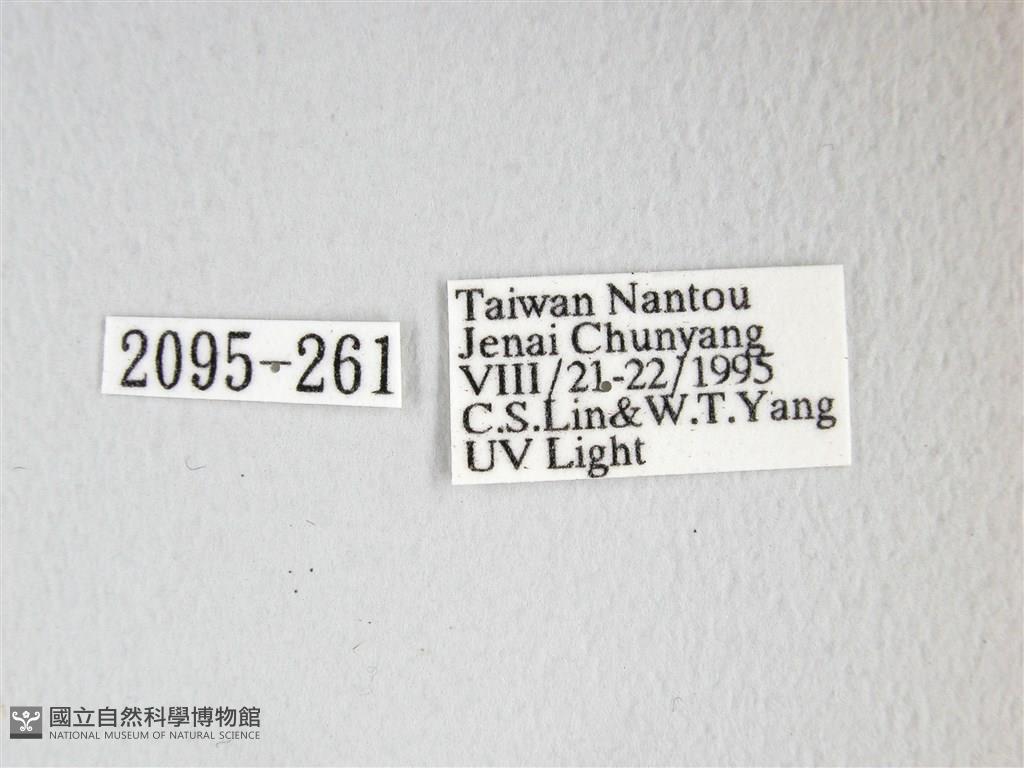 2095-261
Taiwan Nantou
Jenai Chunyang
VIII/21-22/1995
C.S.Lin&W.T.Yang
UV Light
國立自然科學博物館
NATIONAL MUSEUM OF NATURAL SCIENCE